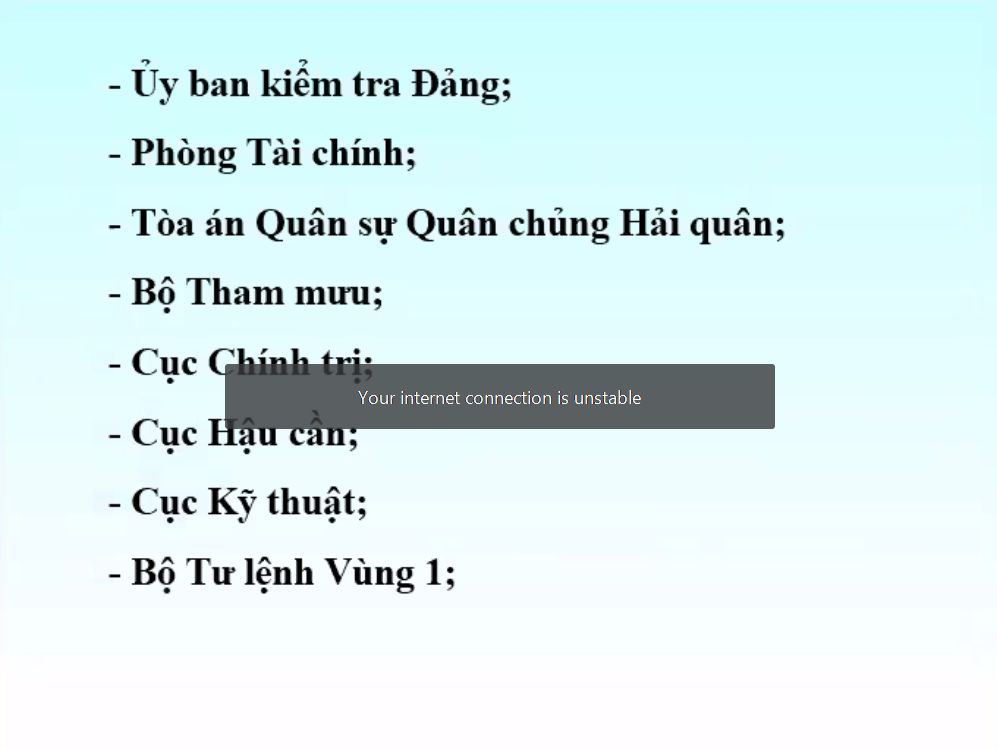 - Ủy ban kiểm tra Đảng;
- Phòng Tài chính;
- Tòa án Quân sự Quân chủng Hải quân;
- Bộ Tham mưu;
- Cục Chính trị;
Your internet connection is unstable
- Cục Hậu cần;
- Cục Kỹ thuật;
- Bộ Tư lệnh Vùng 1;